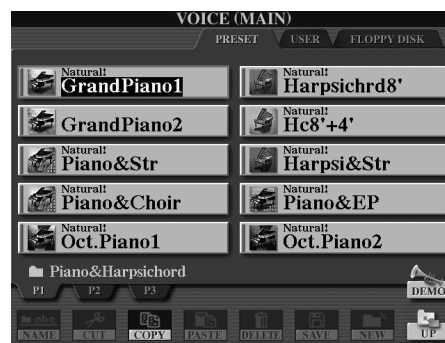 VOICE (MAIN)
PRESET USER FLOPPY DISK
Natural!
GrandPiano1
Natural!
Harpsichrd8'
GrandPiano2
Natural!
Hc8'+4'
Natural!
Piano&Str
Natural!
Harpsi&Str
Natural!
Piano&Choir
Natural!
Piano&EP
Natural!
Oct.Piano1
Natural!
Oct.Piano2
Piano&Harpsichord
P1 P2 P3
DEMO
abc
NAME CUT COPY PASTE DELETE SAVE NEW UP